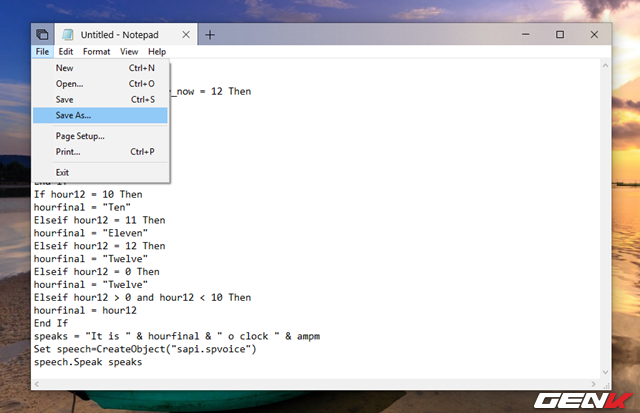 Untitled - Notepad
File Edit Format View Help
New Ctrl+N
Open... Ctrl+O
Save Ctrl+S
Save As...
Page Setup...
Print... Ctrl+P
Exit
_now = 12 Then
End If
If hour12 = 10 Then
hourfinal = "Ten"
Elseif hour12 = 11 Then
hourfinal = "Eleven"
Elseif hour12 = 12 Then
hourfinal = "Twelve"
Elseif hour12 = 0 Then
hourfinal = "Twelve"
Elseif hour12 > 0 and hour12 < 10 Then
hourfinal = hour12
End If
speaks = "It is " & hourfinal & " o clock " & ampm
Set speech=CreateObject("sapi.spvoice")
speech.Speak speaks
GENK